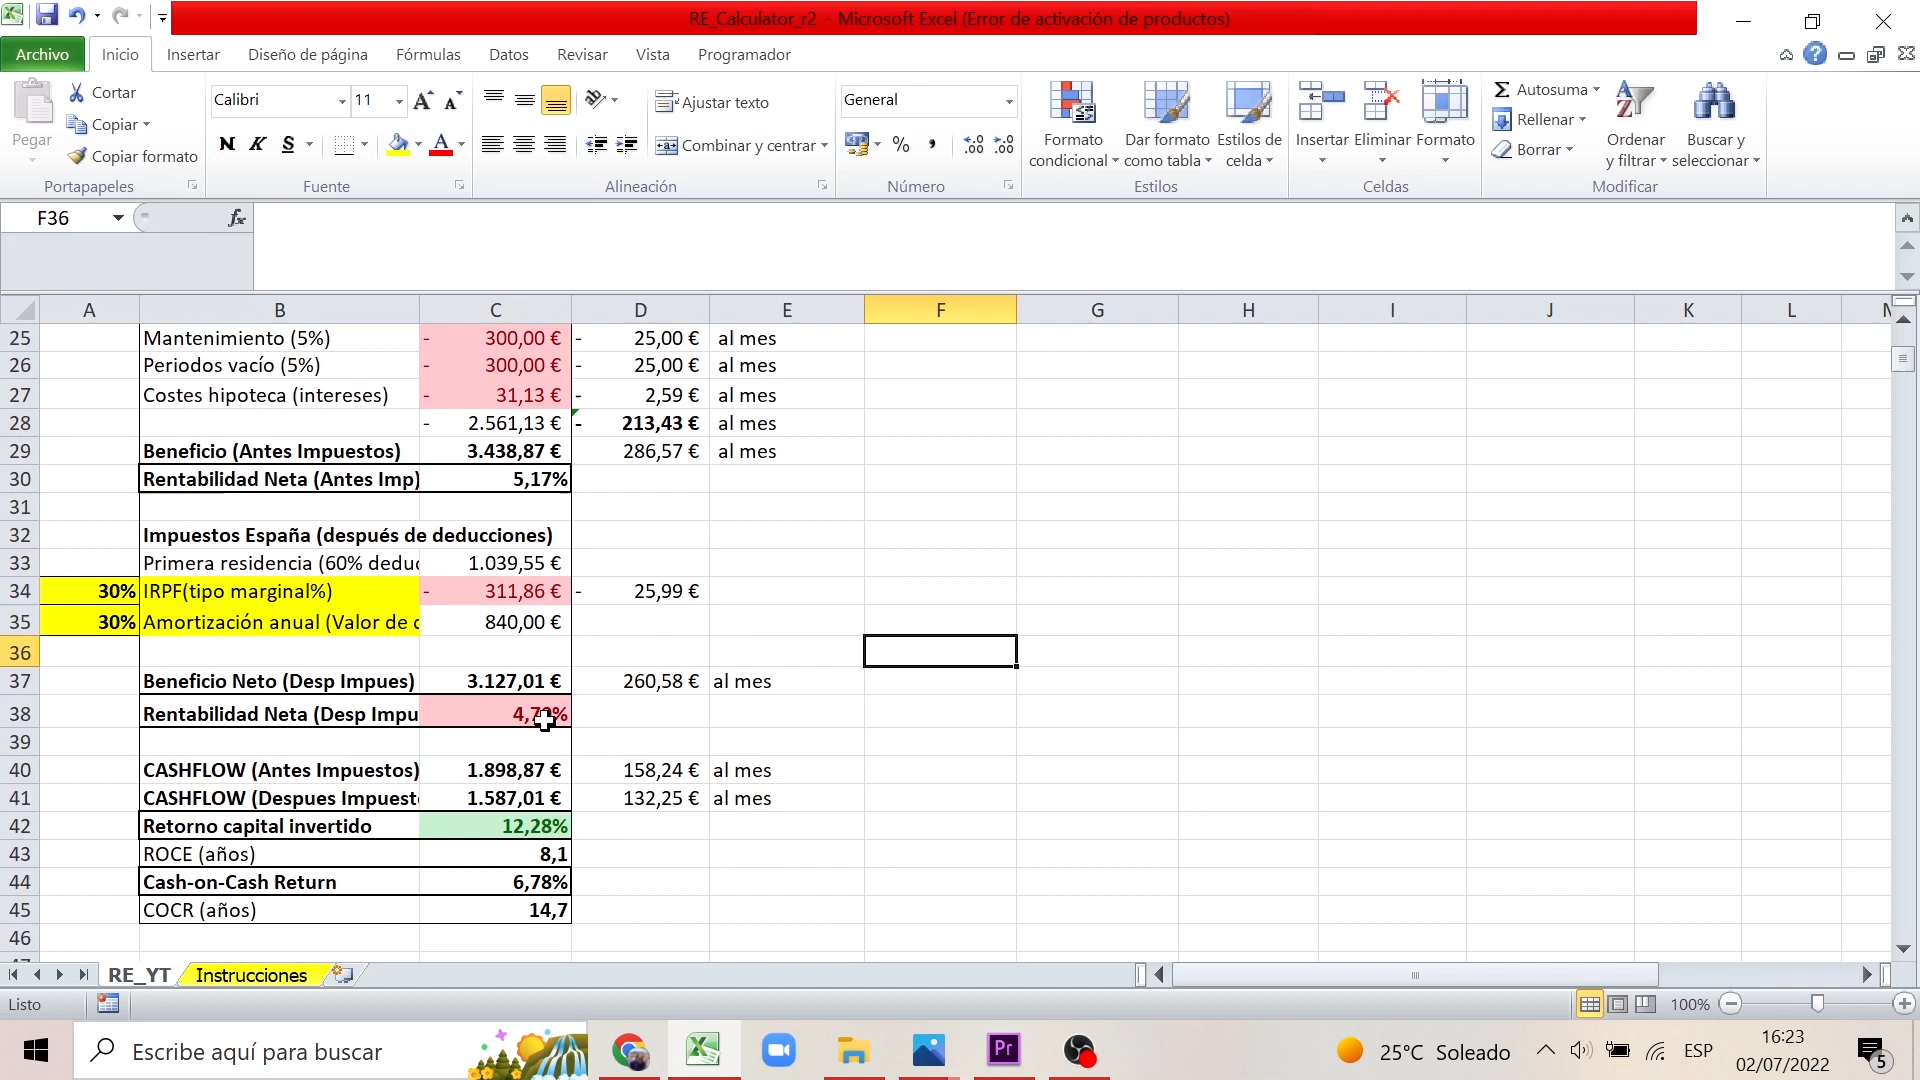 RE_Calculator_r2 - Microsoft Excel (Error de activación de productos)
Archivo Inicio Insertar Diseño de página Fórmulas Datos Revisar Vista Programador
Pegar Cortar
Copiar
Copiar formato
Portapapeles
Calibri 11
N K S A
Fuente
Ajustar texto
Combinar y centrar
Alineación
General
%
Número
Formato condicional
Dar formato como tabla
Estilos de celda
Estilos
Insertar Eliminar Formato
Celdas
Autosuma
Rellenar
Borrar
Ordenar y filtrar
Buscar y seleccionar
Modificar
F36 fx
A B C D E F G H I J K L
25 Mantenimiento (5%) - 300,00 € - 25,00 € al mes
26 Periodos vacío (5%) - 300,00 € - 25,00 € al mes
27 Costes hipoteca (intereses) - 31,13 € - 2,59 € al mes
28 - 2.561,13 € - 213,43 € al mes
29 Beneficio (Antes Impuestos) 3.438,87 € 286,57 € al mes
30 Rentabilidad Neta (Antes Imp) 5,17%
31
32 Impuestos España (después de deducciones)
33 Primera residencia (60% deduc 1.039,55 €
34 30% IRPF(tipo marginal%) - 311,86 € - 25,99 €
35 30% Amortización anual (Valor de c 840,00 €
36
37 Beneficio Neto (Desp Impues) 3.127,01 € 260,58 € al mes
38 Rentabilidad Neta (Desp Impu
39
40 CASHFLOW (Antes Impuestos) 1.898,87 € 158,24 € al mes
41 CASHFLOW (Despues Impuest 1.587,01 € 132,25 € al mes
42 Retorno capital invertido 12,28%
43 ROCE (años) 8,1
44 Cash-on-Cash Return 6,78%
45 COCR (años) 14,7
46
RE_YT Instrucciones
Listo 100%
Escribe aquí para buscar
Pr
25°C Soleado
ESP
16:23
02/07/2022
5